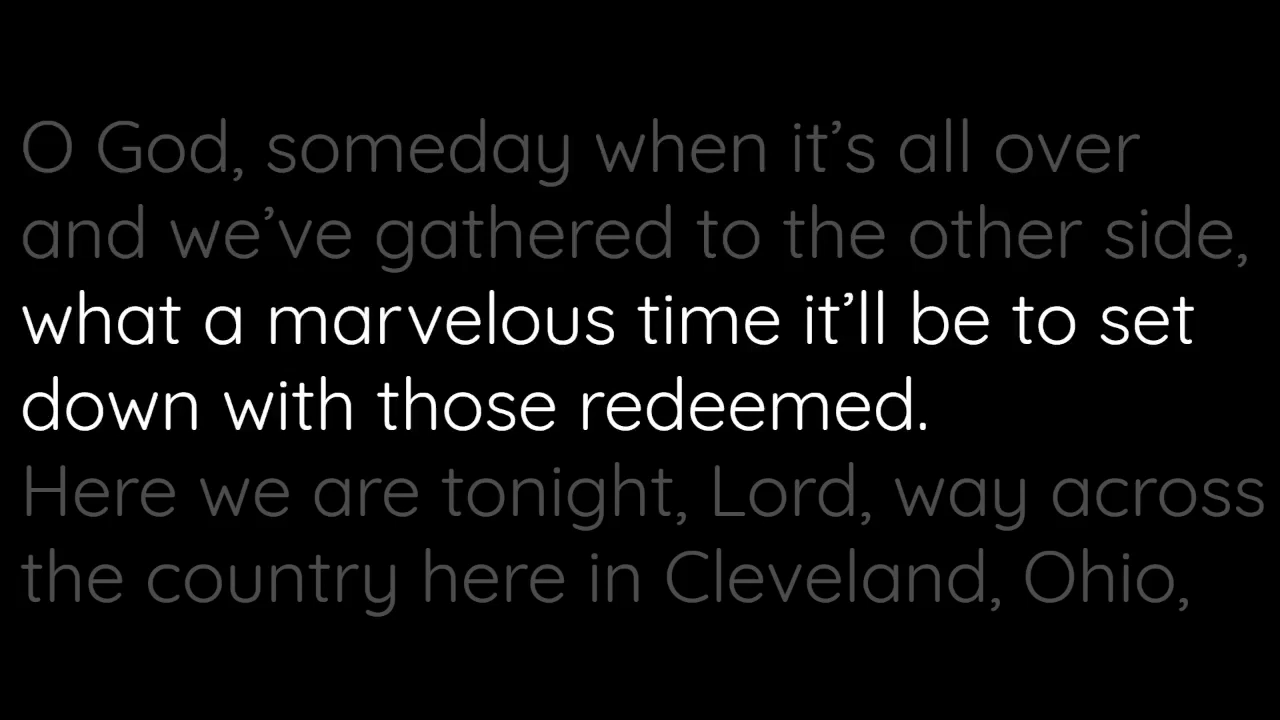 O God, someday when it’s all over
and we’ve gathered to the other side,
what a marvelous time it’ll be to set
down with those redeemed.
Here we are tonight, Lord, way across
the country here in Cleveland, Ohio,